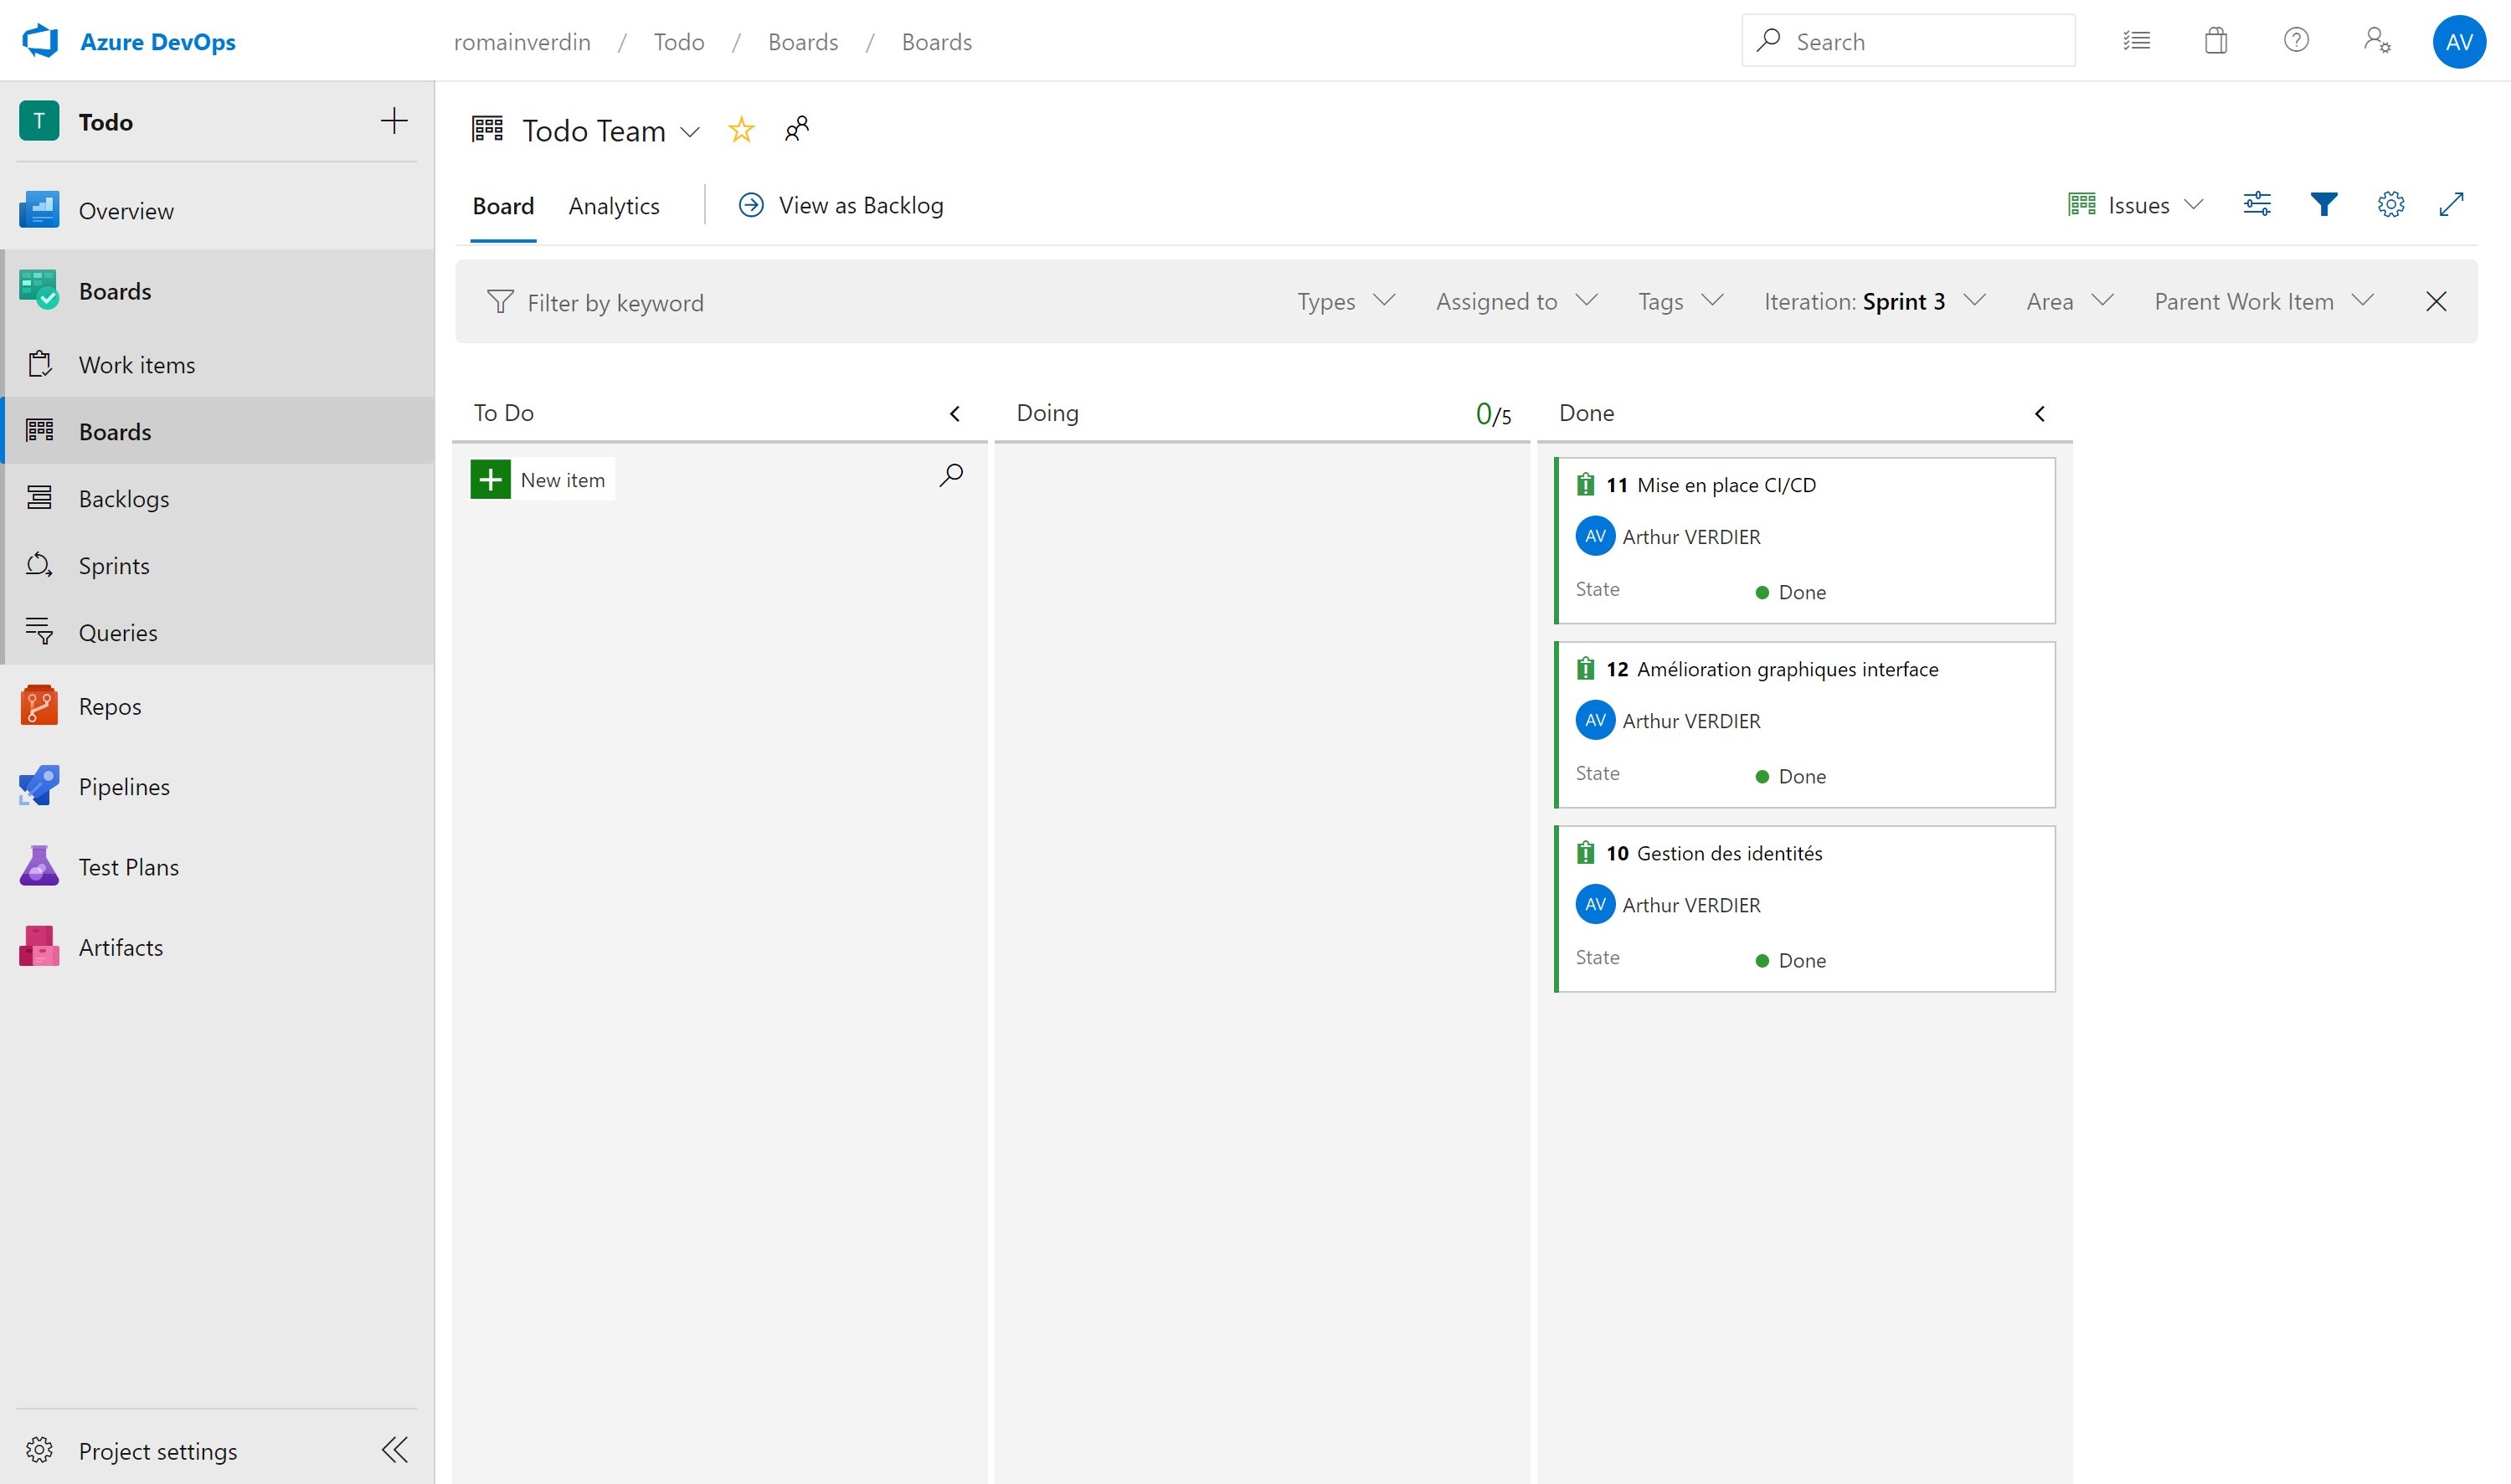 Azure DevOps
romainverdin / Todo / Boards / Boards
Search
AV
T Todo
Overview
Boards
Work items
Boards
Backlogs
Sprints
Queries
Repos
Pipelines
Test Plans
Artifacts
Project settings
Todo Team
Board Analytics View as Backlog
Issues
Filter by keyword
Types Assigned to Tags Iteration: Sprint 3 Area Parent Work Item
To Do
New item
Doing 0/5
Done
11 Mise en place CI/CD
AV Arthur VERDIER
State Done
12 Amélioration graphiques interface
AV Arthur VERDIER
State Done
10 Gestion des identités
AV Arthur VERDIER
State Done